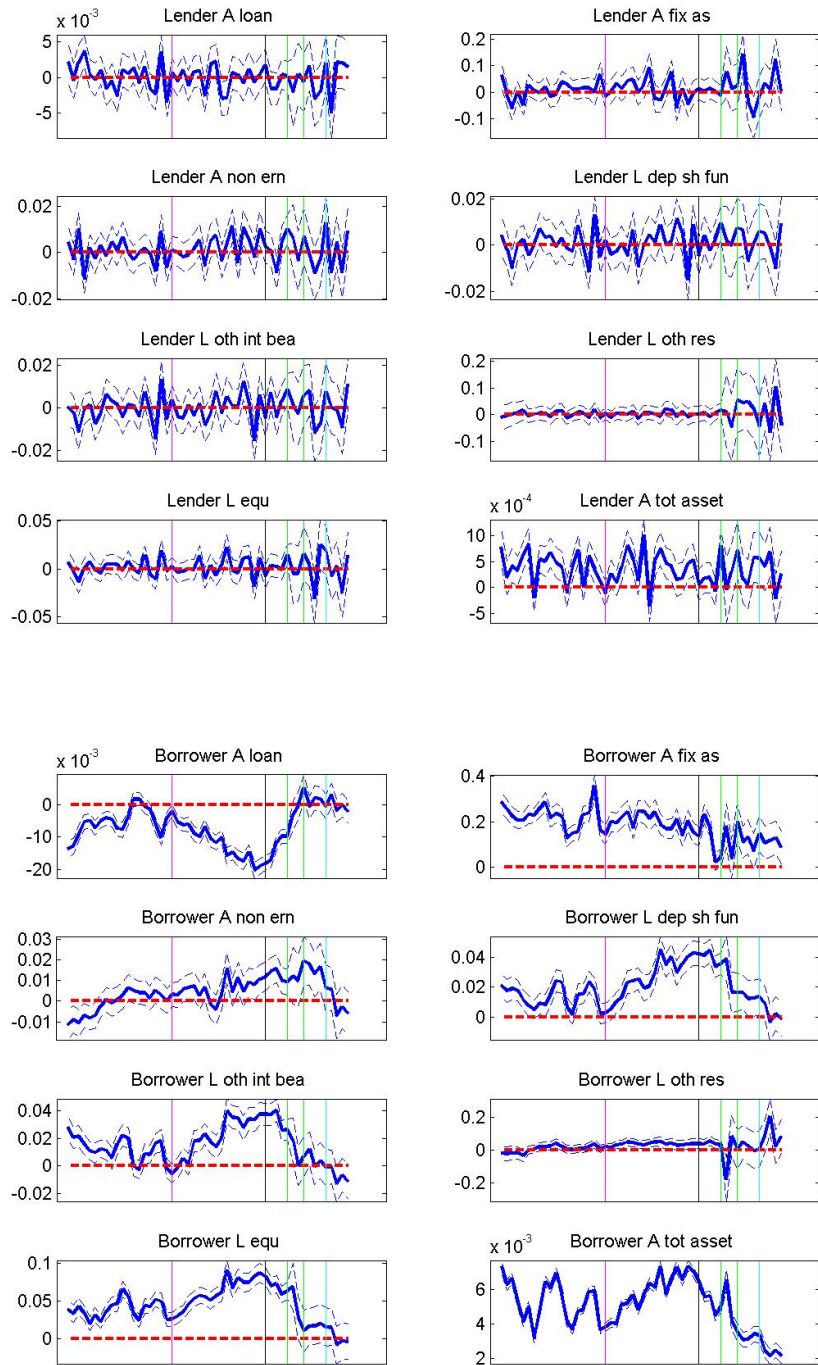 Lender A loan
x 10-3
5
0
-5
Lender A fix as
0.2
0.1
0
-0.1
Lender A non ern
0.02
0
-0.02
Lender L dep sh fun
0.02
0
-0.02
Lender L oth int bea
0.02
0
-0.02
Lender L oth res
0.2
0.1
0
-0.1
Lender L equ
0.05
0
-0.05
Lender A tot asset
x 10-4
10
5
0
-5
Borrower A loan
x 10-3
0
-10
-20
Borrower A fix as
0.4
0.2
0
Borrower A non ern
0.03
0.02
0.01
0
-0.01
Borrower L dep sh fun
0.04
0.02
0
Borrower L oth int bea
0.04
0.02
0
-0.02
Borrower L oth res
0.2
0
-0.2
Borrower L equ
0.1
0.05
0
Borrower A tot asset
x 10-3
6
4
2